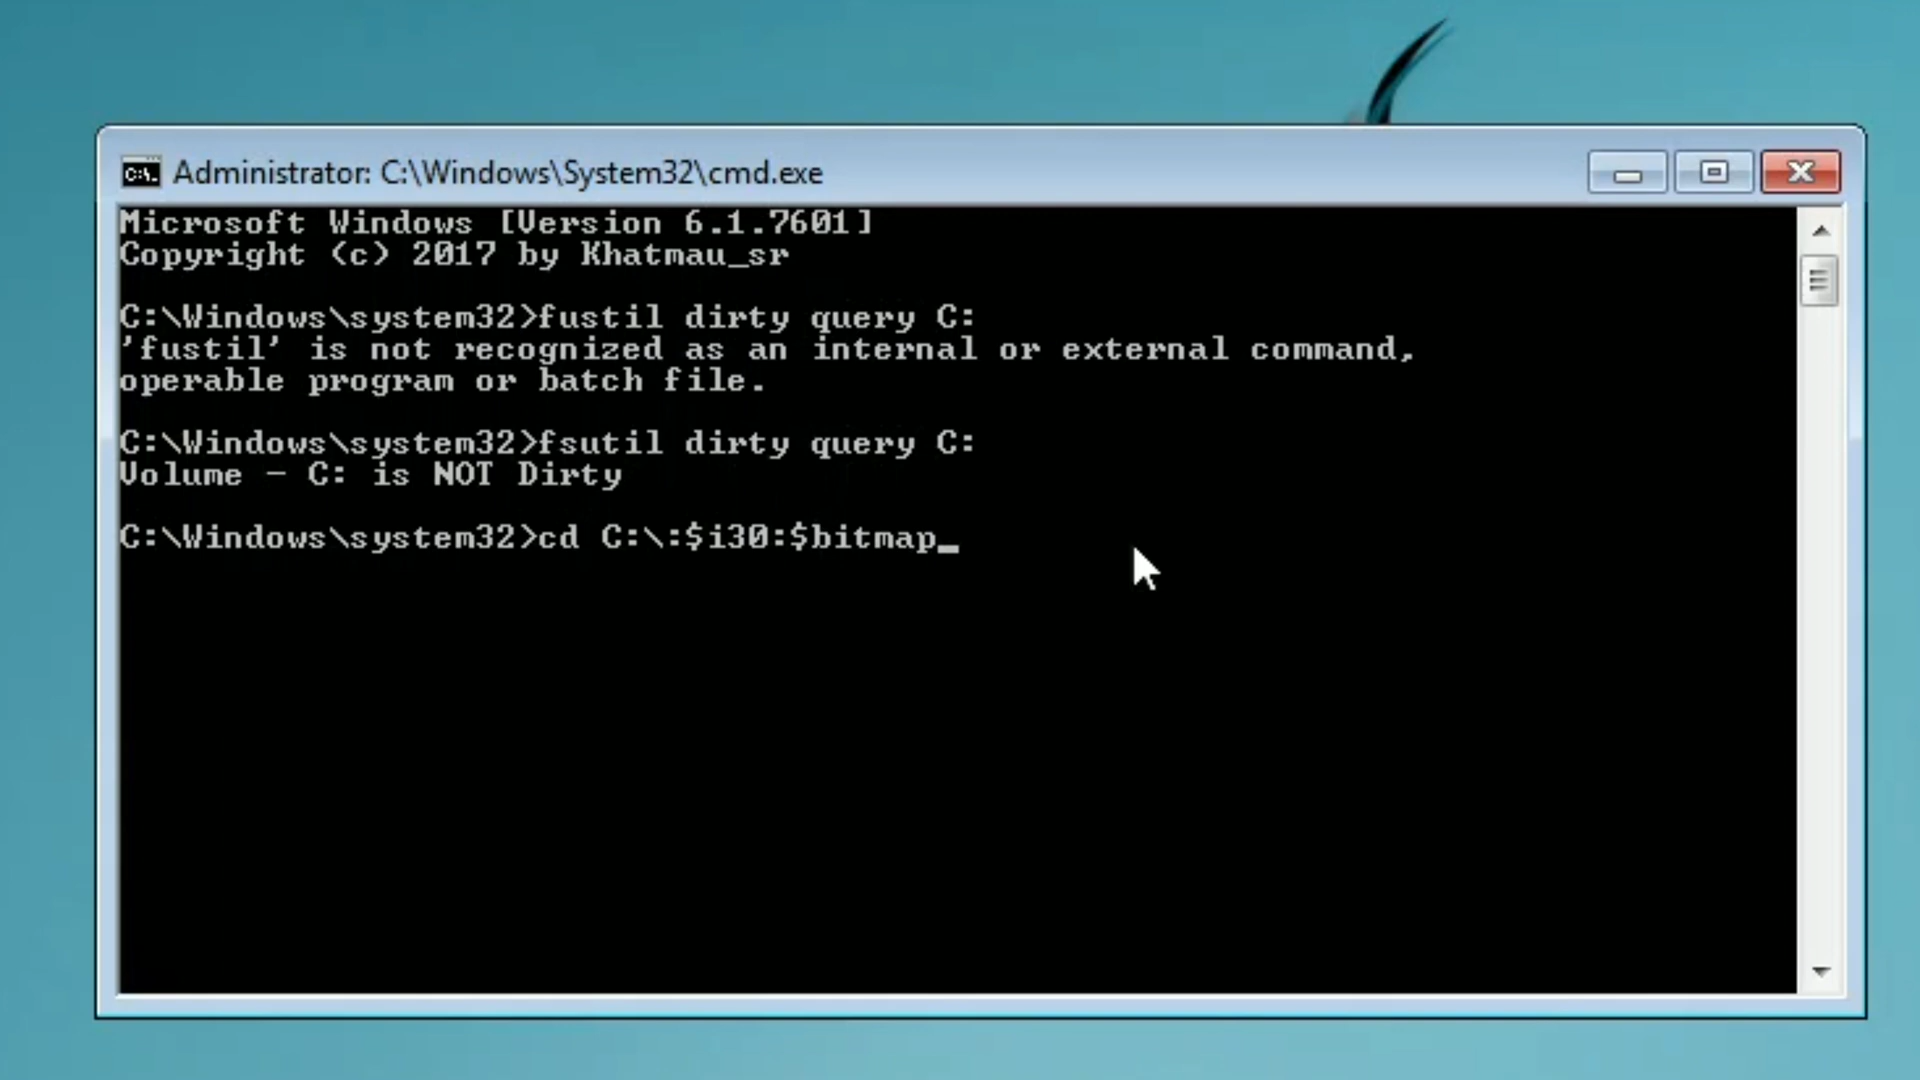 Administrator: C:\Windows\System32\cmd.exe
Microsoft Windows [Version 6.1.7601]
Copyright (c) 2017 by Khatmau_sr
C:\Windows\system32>fustil dirty query C:
'fustil' is not recognized as an internal or external command,
operable program or batch file.
C:\Windows\system32>fsutil dirty query C:
Volume - C: is NOT Dirty
C:\Windows\system32>cd C:\:$i30:$bitmap_